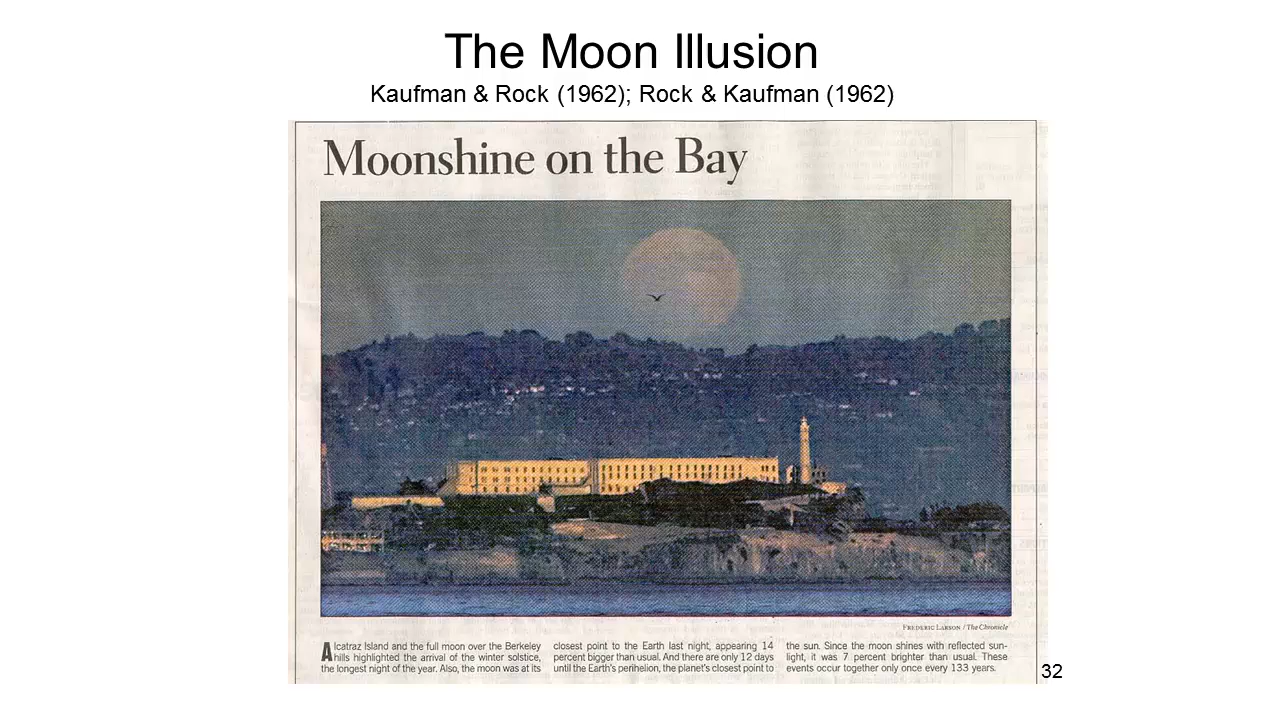 The Moon Illusion
Kaufman & Rock (1962); Rock & Kaufman (1962)
Moonshine on the Bay
Frederic Larson / The Chronicle
Alcatraz Island and the full moon over the Berkeley
hills highlighted the arrival of the winter solstice,
the longest night of the year. Also, the moon was at its
closest point to the Earth last night, appearing 14
percent bigger than usual. And there are only 12 days
until the Earth's perihelion, the planet's closest point to
the sun. Since the moon shines with reflected sun-
light, it was 7 percent brighter than usual. These
events occur together only once every 133 years.
32